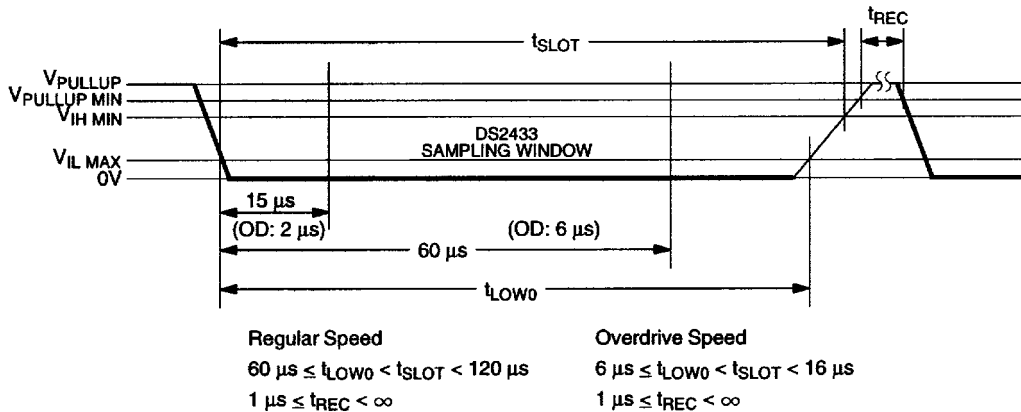 tREC
tSLOT
VPULLUP
VPULLUP MIN
VIH MIN
DS2433
SAMPLING WINDOW
VIL MAX
0V
15 µs
(OD: 2 µs)
(OD: 6 µs)
60 µs
tLOW0
Regular Speed
60 µs ≤ tLOW0 < tSLOT < 120 µs
1 µs ≤ tREC < ∞
Overdrive Speed
6 µs ≤ tLOW0 < tSLOT < 16 µs
1 µs ≤ tREC < ∞